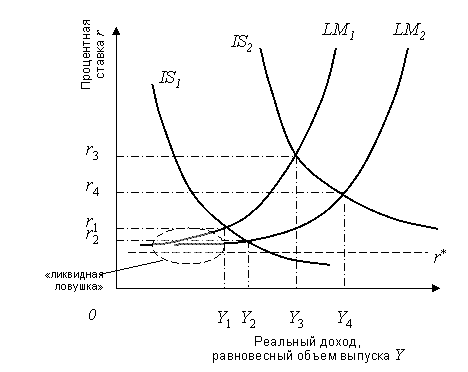 Процентная
ставка r
IS₁
IS₂
LM₁
LM₂
r₃
r₄
r₁
r₂
r*
«ликвидная
ловушка»
0
Y₁
Y₂
Y₃
Y₄
Реальный доход,
равновесный объем выпуска Y